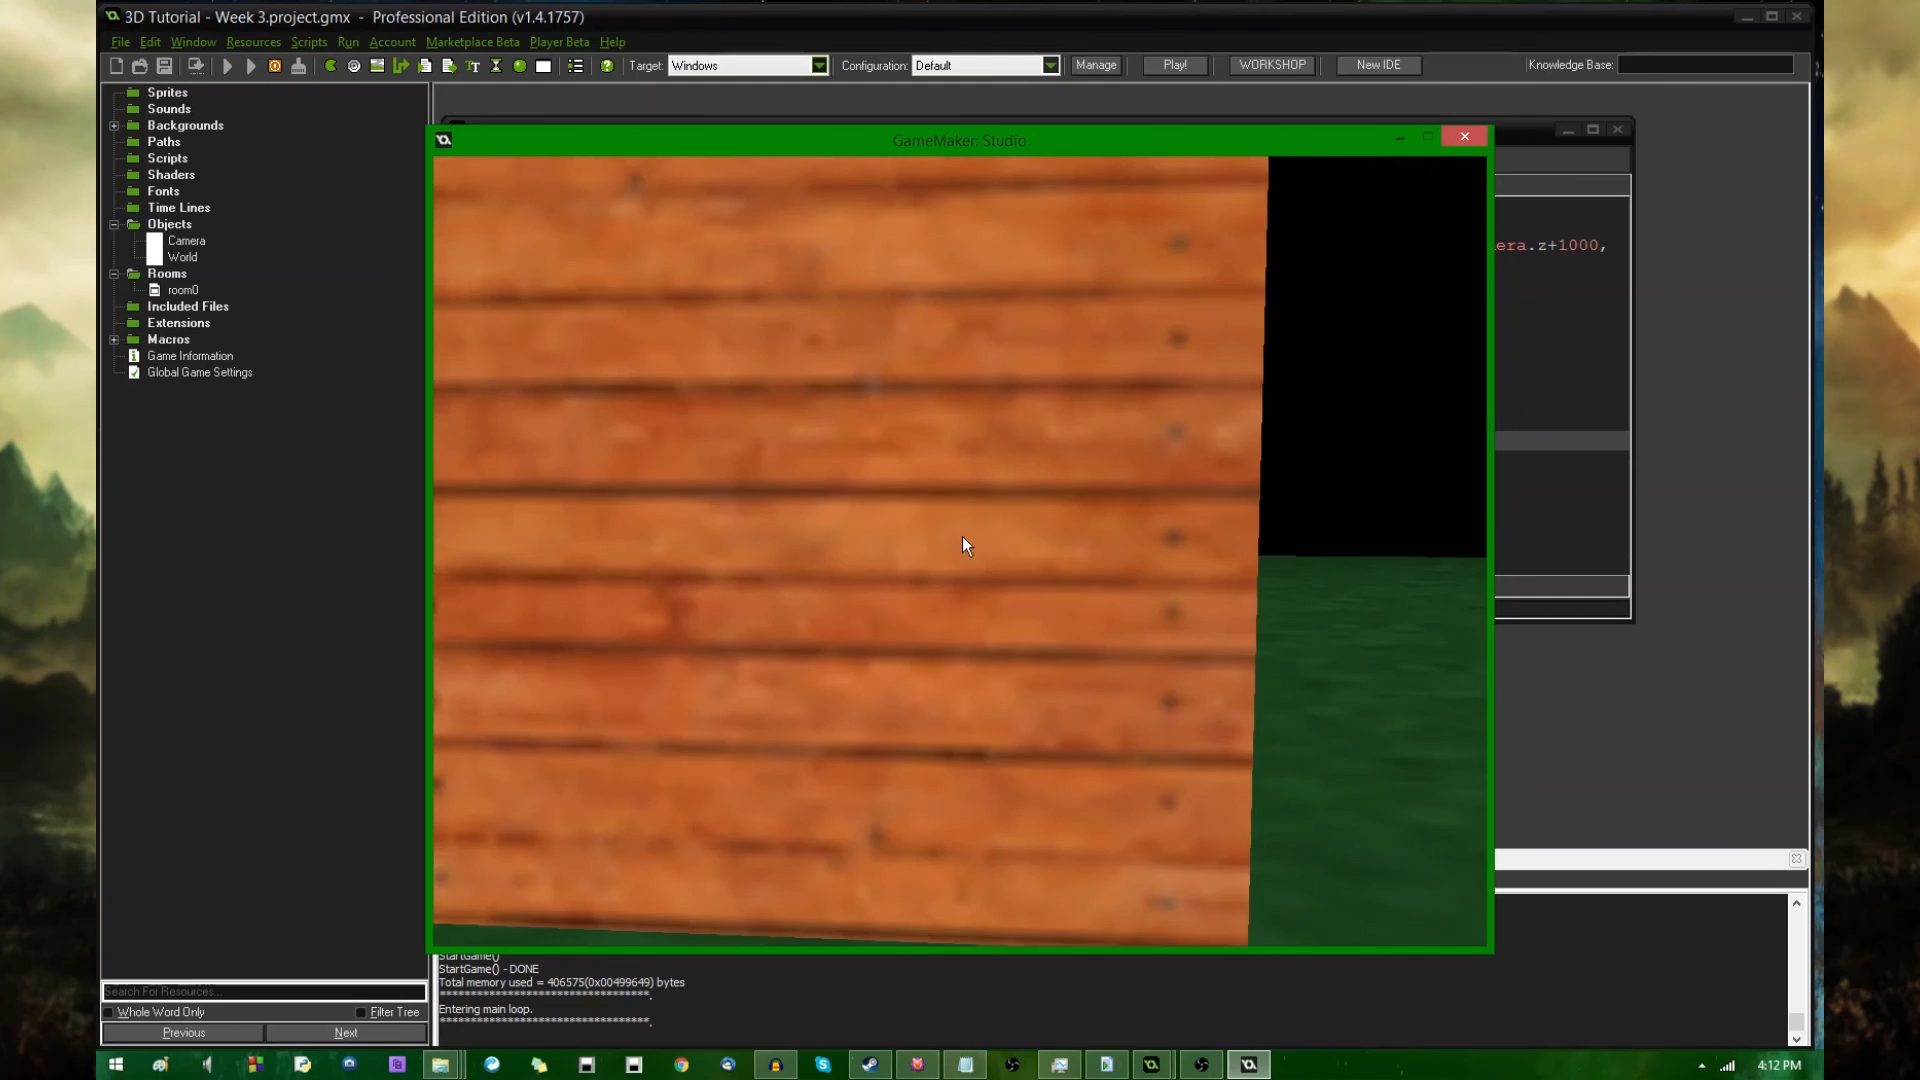 3D Tutorial - Week 3.project.gmx - Professional Edition (v1.4.1757)
File Edit Window Resources Scripts Run Account Marketplace Beta Player Beta Help
Target: Windows Configuration: Default Manage Play! WORKSHOP New IDE Knowledge Base:
Sprites
Sounds
Backgrounds
Paths
Scripts
Shaders
Fonts
Time Lines
Objects
Camera
World
Rooms
room0
Included Files
Extensions
Macros
Game Information
Global Game Settings
GameMaker: Studio
era.z+1000,
StartGame()
StartGame() - DONE
Total memory used = 406575(0x00499649) bytes
**********************************.
Entering main loop.
**********************************.
Search For Resources...
Whole Word Only Filter Tree
Previous Next
4:12 PM